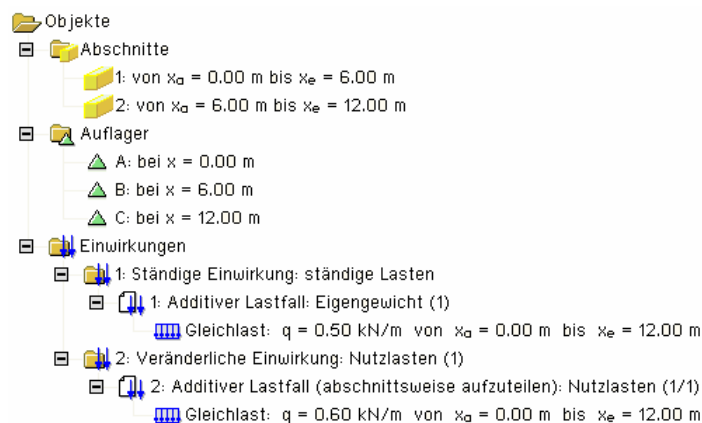 Objekte
Abschnitte
1: von xa = 0.00 m bis xe = 6.00 m
2: von xa = 6.00 m bis xe = 12.00 m
Auflager
A: bei x = 0.00 m
B: bei x = 6.00 m
C: bei x = 12.00 m
Einwirkungen
1: Ständige Einwirkung: ständige Lasten
1: Additiver Lastfall: Eigengewicht (1)
Gleichlast: q = 0.50 kN/m von xa = 0.00 m bis xe = 12.00 m
2: Veränderliche Einwirkung: Nutzlasten (1)
2: Additiver Lastfall (abschnittsweise aufzuteilen): Nutzlasten (1/1)
Gleichlast: q = 0.60 kN/m von xa = 0.00 m bis xe = 12.00 m